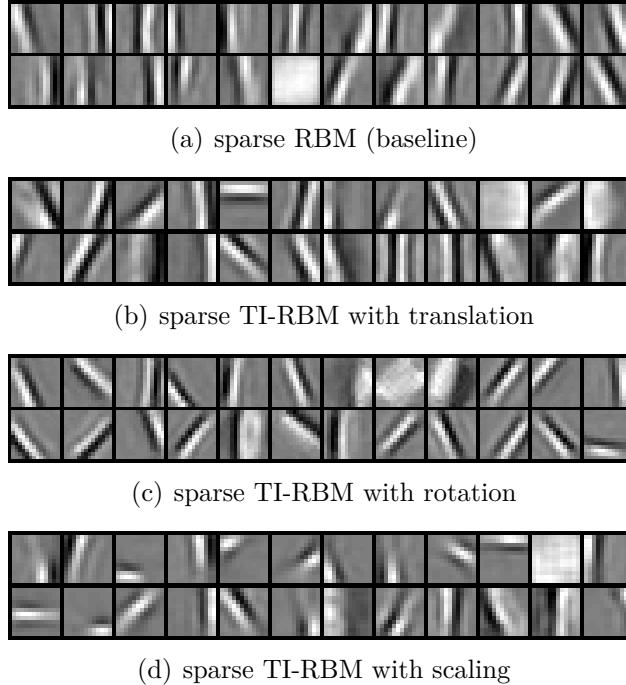 (a) sparse RBM (baseline)
(b) sparse TI-RBM with translation
(c) sparse TI-RBM with rotation
(d) sparse TI-RBM with scaling